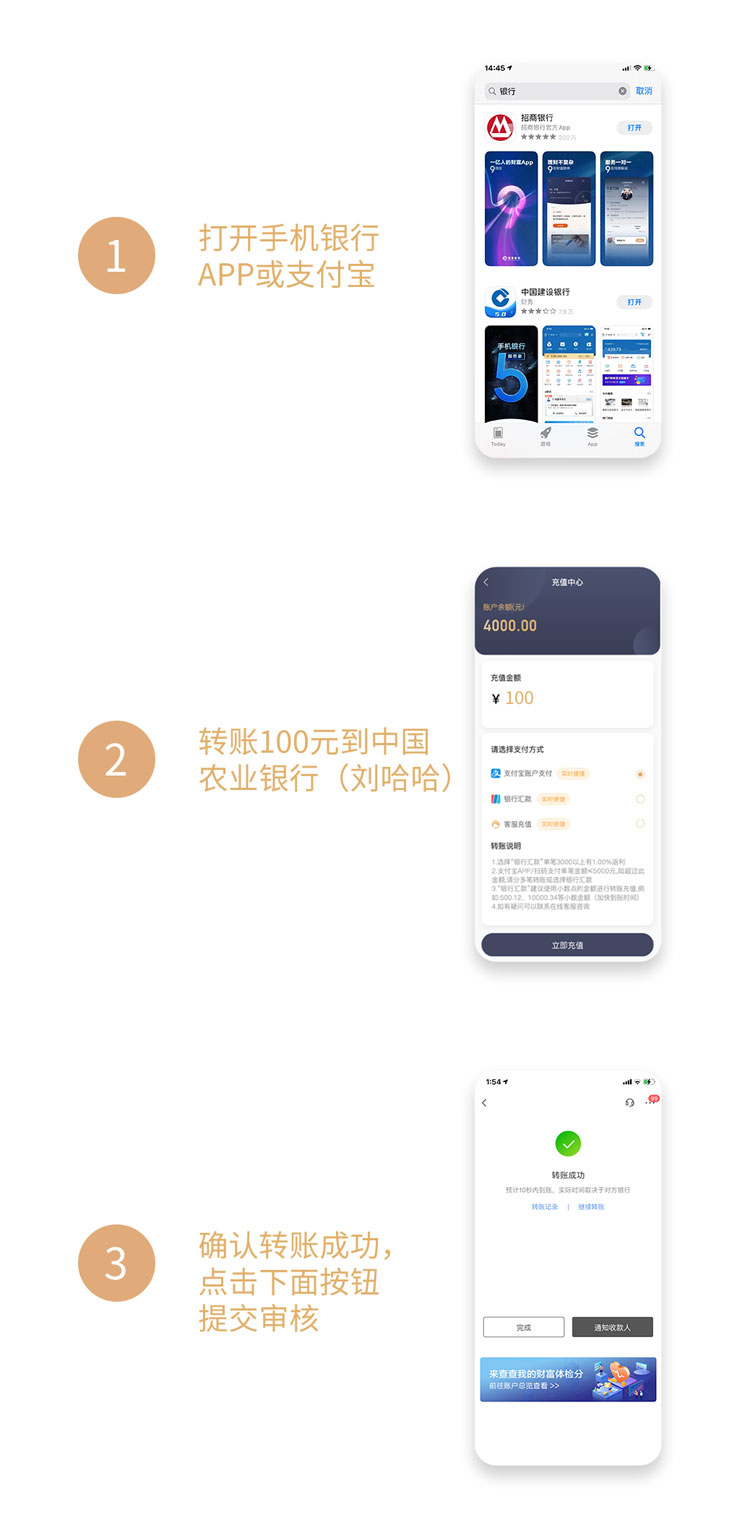 14:45
银行
取消
招商银行
招商银行官方App
202万
打开
一亿人的财富App
理财不复杂
服务一对一
1
打开手机银行
APP或支付宝
中国建设银行
财务
7.9万
打开
5.0
手机银行
5
Today
游戏
App
搜索
充值中心
账户余额(元)
4000.00
充值金额
¥ 100
2
转账100元到中国
农业银行（刘哈哈）
请选择支付方式
支付宝账户支付 实时便捷
银行汇款 实时便捷
客服充值 实时便捷
转账说明
1.选择"银行汇款"单笔3000以上有1.00%返利
2.支付宝APP/扫码支付单笔金额≤5000元,如超过此
金额,请分多笔转账或选择银行汇款
3."银行汇款"建议使用小数点的金额进行转账充值,例
如:500.12、10003.34等小数金额（加快到账时间）
4.如有疑问可以联系在线客服咨询
立即充值
1:54
99
转账成功
预计10秒内到账，实际时间取决于对方银行
转账记录 | 继续转账
3
确认转账成功，
点击下面按钮
提交审核
完成
通知收款人
来查查我的财富体检分
前往账户总览查看 >>